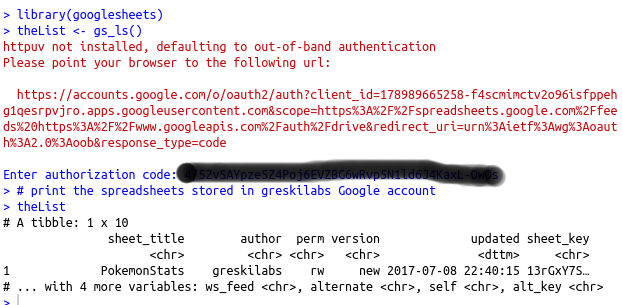 > library(googlesheets)
> theList <- gs_ls()
httpuv not installed, defaulting to out-of-band authentication
Please point your browser to the following url:
https://accounts.google.com/o/oauth2/auth?client_id=178989665258-f4scmimctv2o96isfppeh
g1qesrpvjro.apps.googleusercontent.com&scope=https%3A%2F%2Fspreadsheets.google.com%2Ffee
ds%20https%3A%2F%2Fwww.googleapis.com%2Fauth%2Fdrive&redirect_uri=urn%3Aietf%3Awg%3Aoaut
h%3A2.0%3Aoob&response_type=code
Enter authorization code:
> # print the spreadsheets stored in greskilabs Google account
> theList
# A tibble: 1 x 10
sheet_title author perm version updated sheet_key
<chr> <chr> <chr> <chr> <dttm> <chr>
1 PokemonStats greskilabs rw new 2017-07-08 22:40:15 13rGxY7S…
# ... with 4 more variables: ws_feed <chr>, alternate <chr>, self <chr>, alt_key <chr>
>